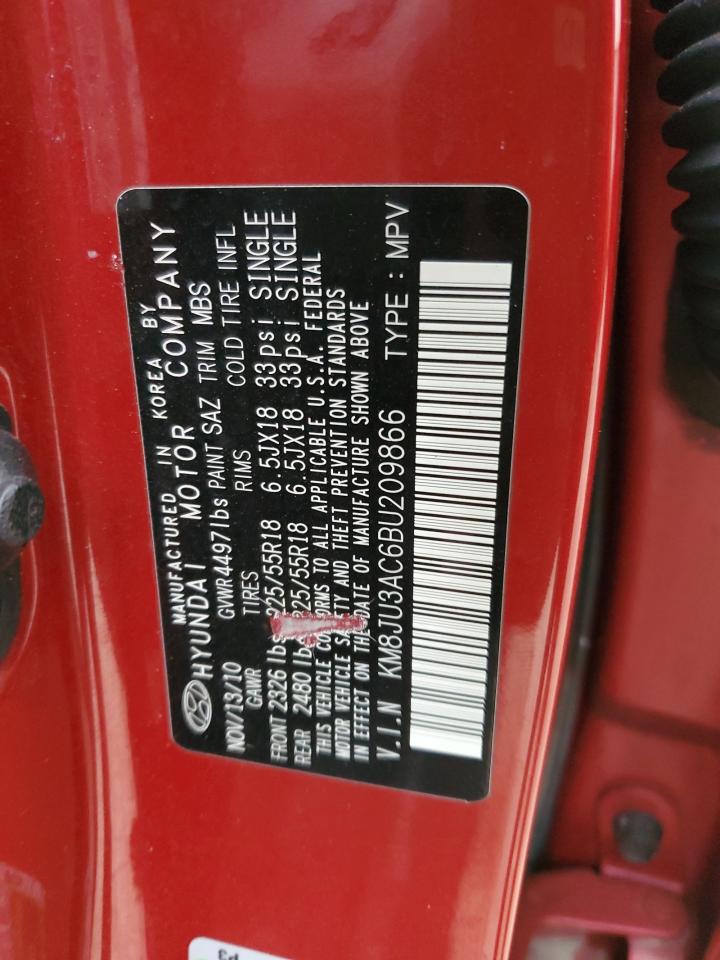 MANUFACTURED IN KOREA BY
HYUNDAI MOTOR COMPANY
NOV/13/10 GVWR4497lbs PAINT SAZ TRIM MBS
GAWR TIRES RIMS COLD TIRE INFL
FRONT 2326 lbs 225/55R18 6.5JX18 33psi SINGLE
REAR 2480 lbs 225/55R18 6.5JX18 33psi SINGLE
THIS VEHICLE CONFORMS TO ALL APPLICABLE U.S.A. FEDERAL
MOTOR VEHICLE SAFETY AND THEFT PREVENTION STANDARDS
IN EFFECT ON THE DATE OF MANUFACTURE SHOWN ABOVE
V.I.N KM8JU3AC6BU209866 TYPE : MPV